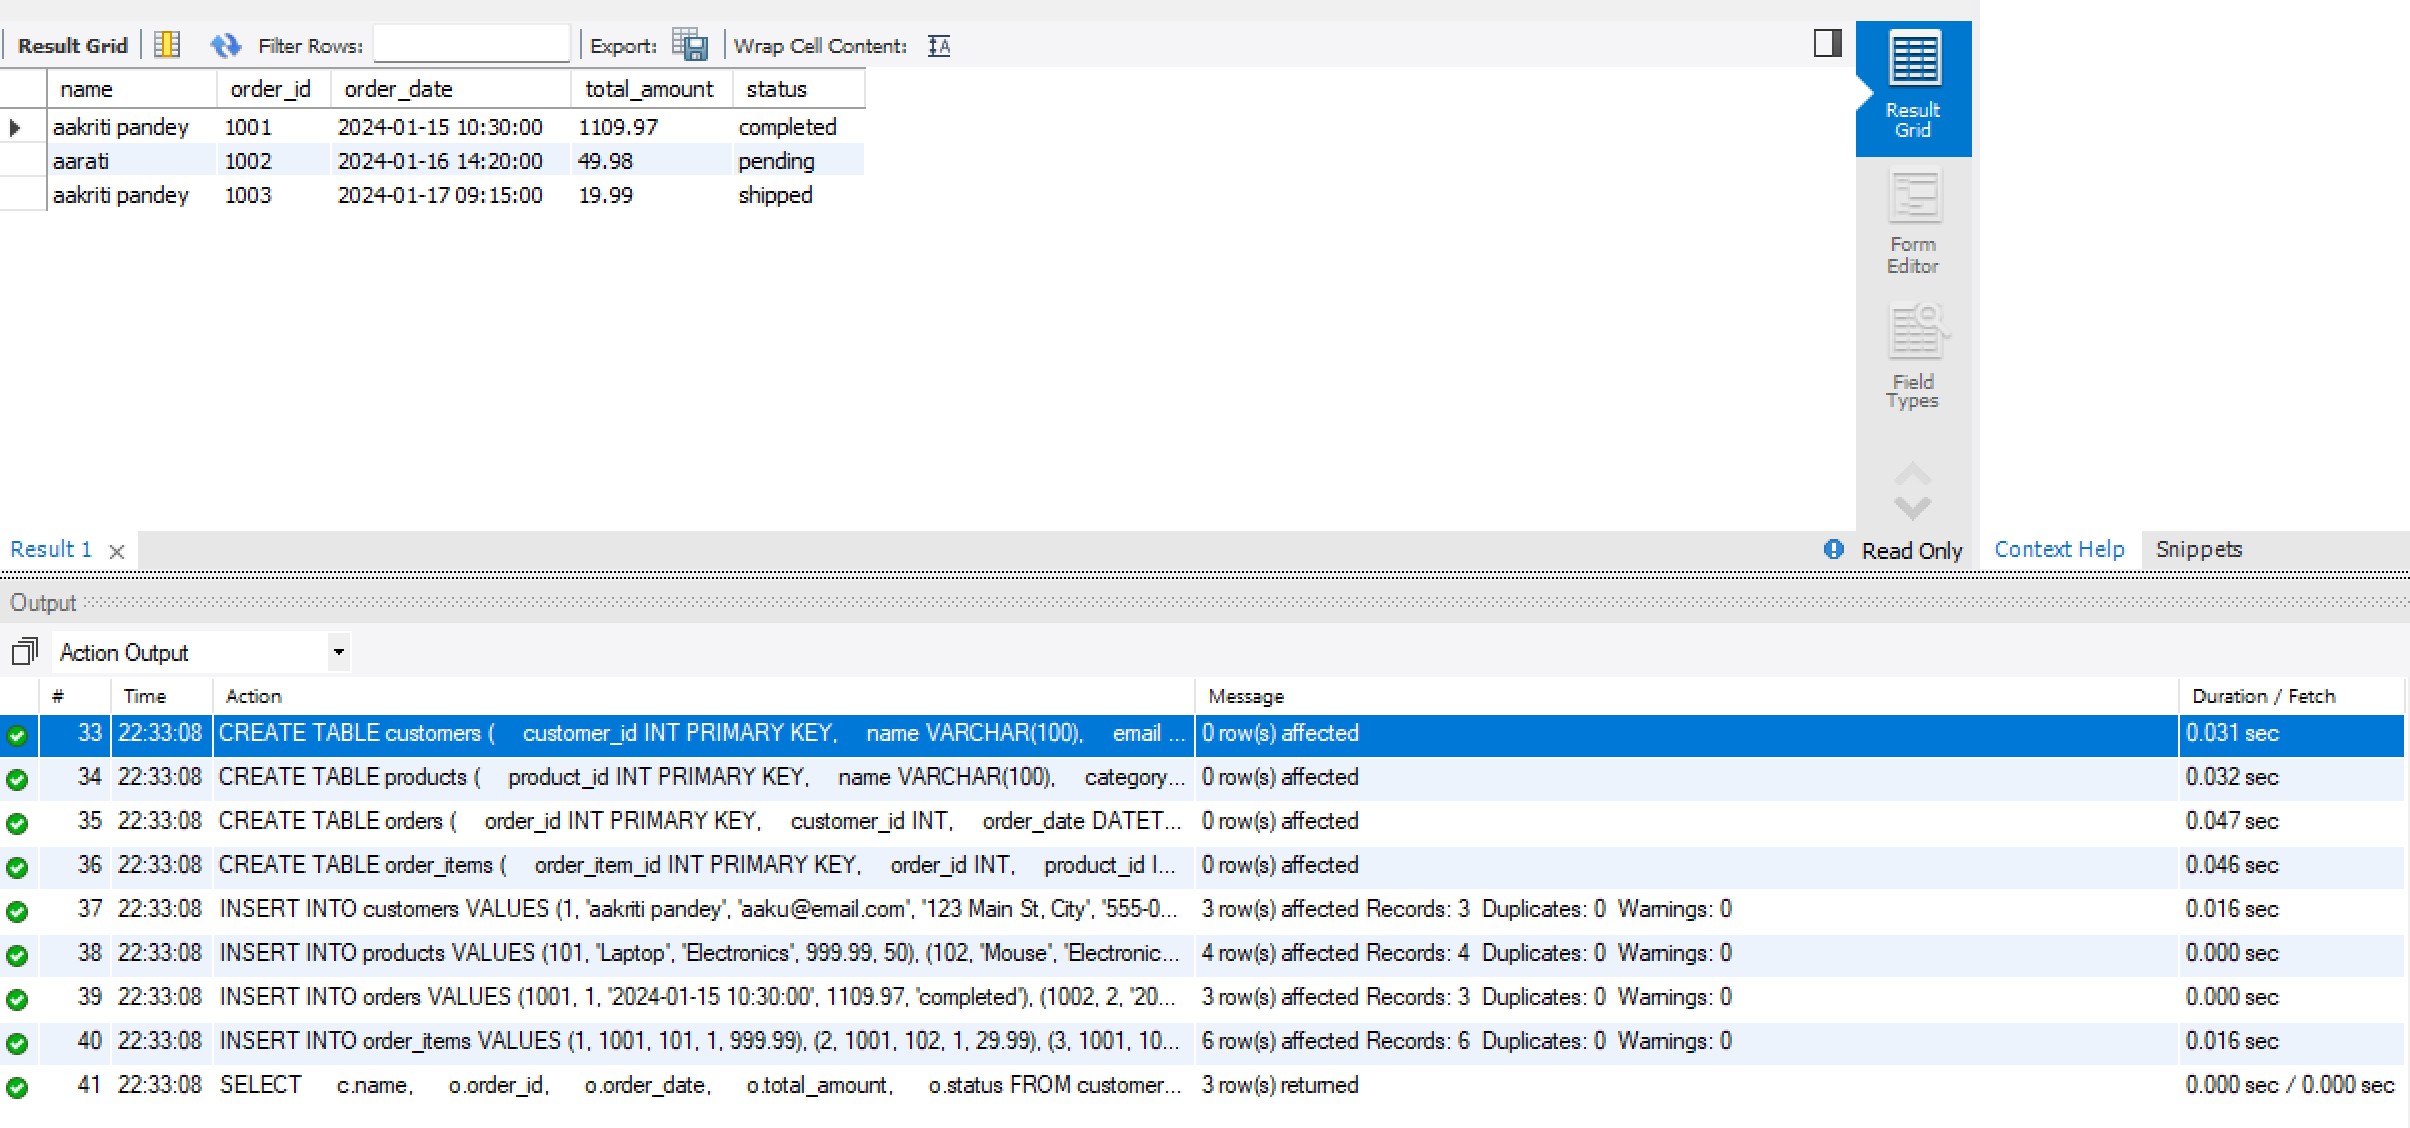 Result Grid Filter Rows: Export: Wrap Cell Content:
name order_id order_date total_amount status
aakriti pandey 1001 2024-01-15 10:30:00 1109.97 completed
aarati 1002 2024-01-16 14:20:00 49.98 pending
aakriti pandey 1003 2024-01-17 09:15:00 19.99 shipped
Result
Grid
Form
Editor
Field
Types
Result 1 Read Only Context Help Snippets
Output
Action Output
# Time Action Message Duration / Fetch
33 22:33:08 CREATE TABLE customers ( customer_id INT PRIMARY KEY, name VARCHAR(100), email ... 0 row(s) affected 0.031 sec
34 22:33:08 CREATE TABLE products ( product_id INT PRIMARY KEY, name VARCHAR(100), category... 0 row(s) affected 0.032 sec
35 22:33:08 CREATE TABLE orders ( order_id INT PRIMARY KEY, customer_id INT, order_date DATET... 0 row(s) affected 0.047 sec
36 22:33:08 CREATE TABLE order_items ( order_item_id INT PRIMARY KEY, order_id INT, product_id I... 0 row(s) affected 0.046 sec
37 22:33:08 INSERT INTO customers VALUES (1, 'aakriti pandey', 'aaku@email.com', '123 Main St, City', '555-0... 3 row(s) affected Records: 3 Duplicates: 0 Warnings: 0 0.016 sec
38 22:33:08 INSERT INTO products VALUES (101, 'Laptop', 'Electronics', 999.99, 50), (102, 'Mouse', 'Electronic... 4 row(s) affected Records: 4 Duplicates: 0 Warnings: 0 0.000 sec
39 22:33:08 INSERT INTO orders VALUES (1001, 1, '2024-01-15 10:30:00', 1109.97, 'completed'), (1002, 2, '20... 3 row(s) affected Records: 3 Duplicates: 0 Warnings: 0 0.000 sec
40 22:33:08 INSERT INTO order_items VALUES (1, 1001, 101, 1, 999.99), (2, 1001, 102, 1, 29.99), (3, 1001, 10... 6 row(s) affected Records: 6 Duplicates: 0 Warnings: 0 0.016 sec
41 22:33:08 SELECT c.name, o.order_id, o.order_date, o.total_amount, o.status FROM customer... 3 row(s) returned 0.000 sec / 0.000 sec